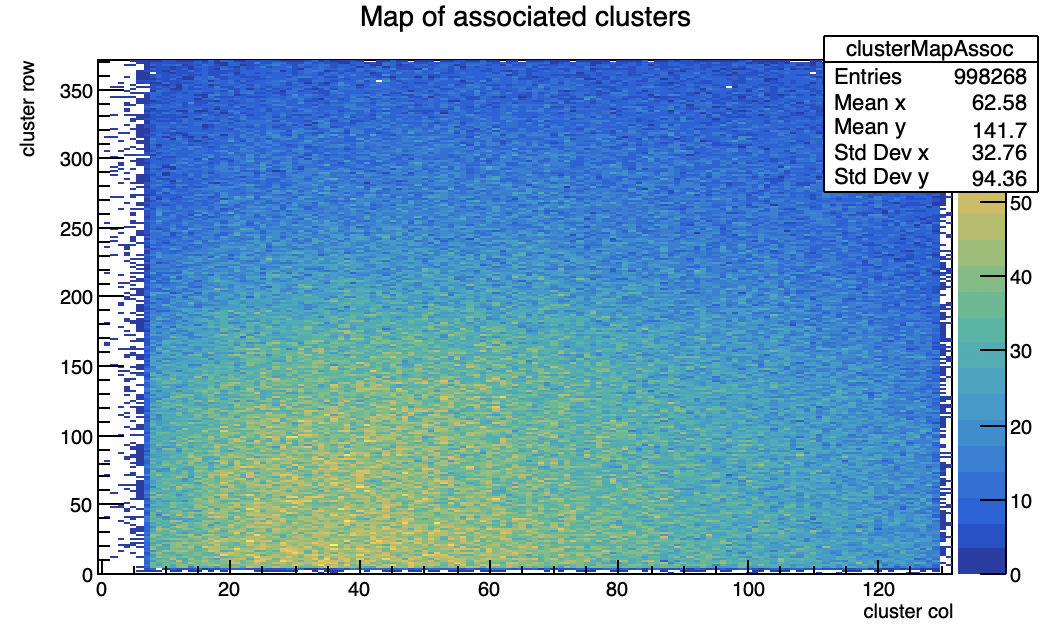 Map of associated clusters
clusterMapAssoc
Entries 998268
Mean x 62.58
Mean y 141.7
Std Dev x 32.76
Std Dev y 94.36
cluster row
350
300
250
200
150
100
50
0
50
40
30
20
10
0
0 20 40 60 80 100 120
cluster col